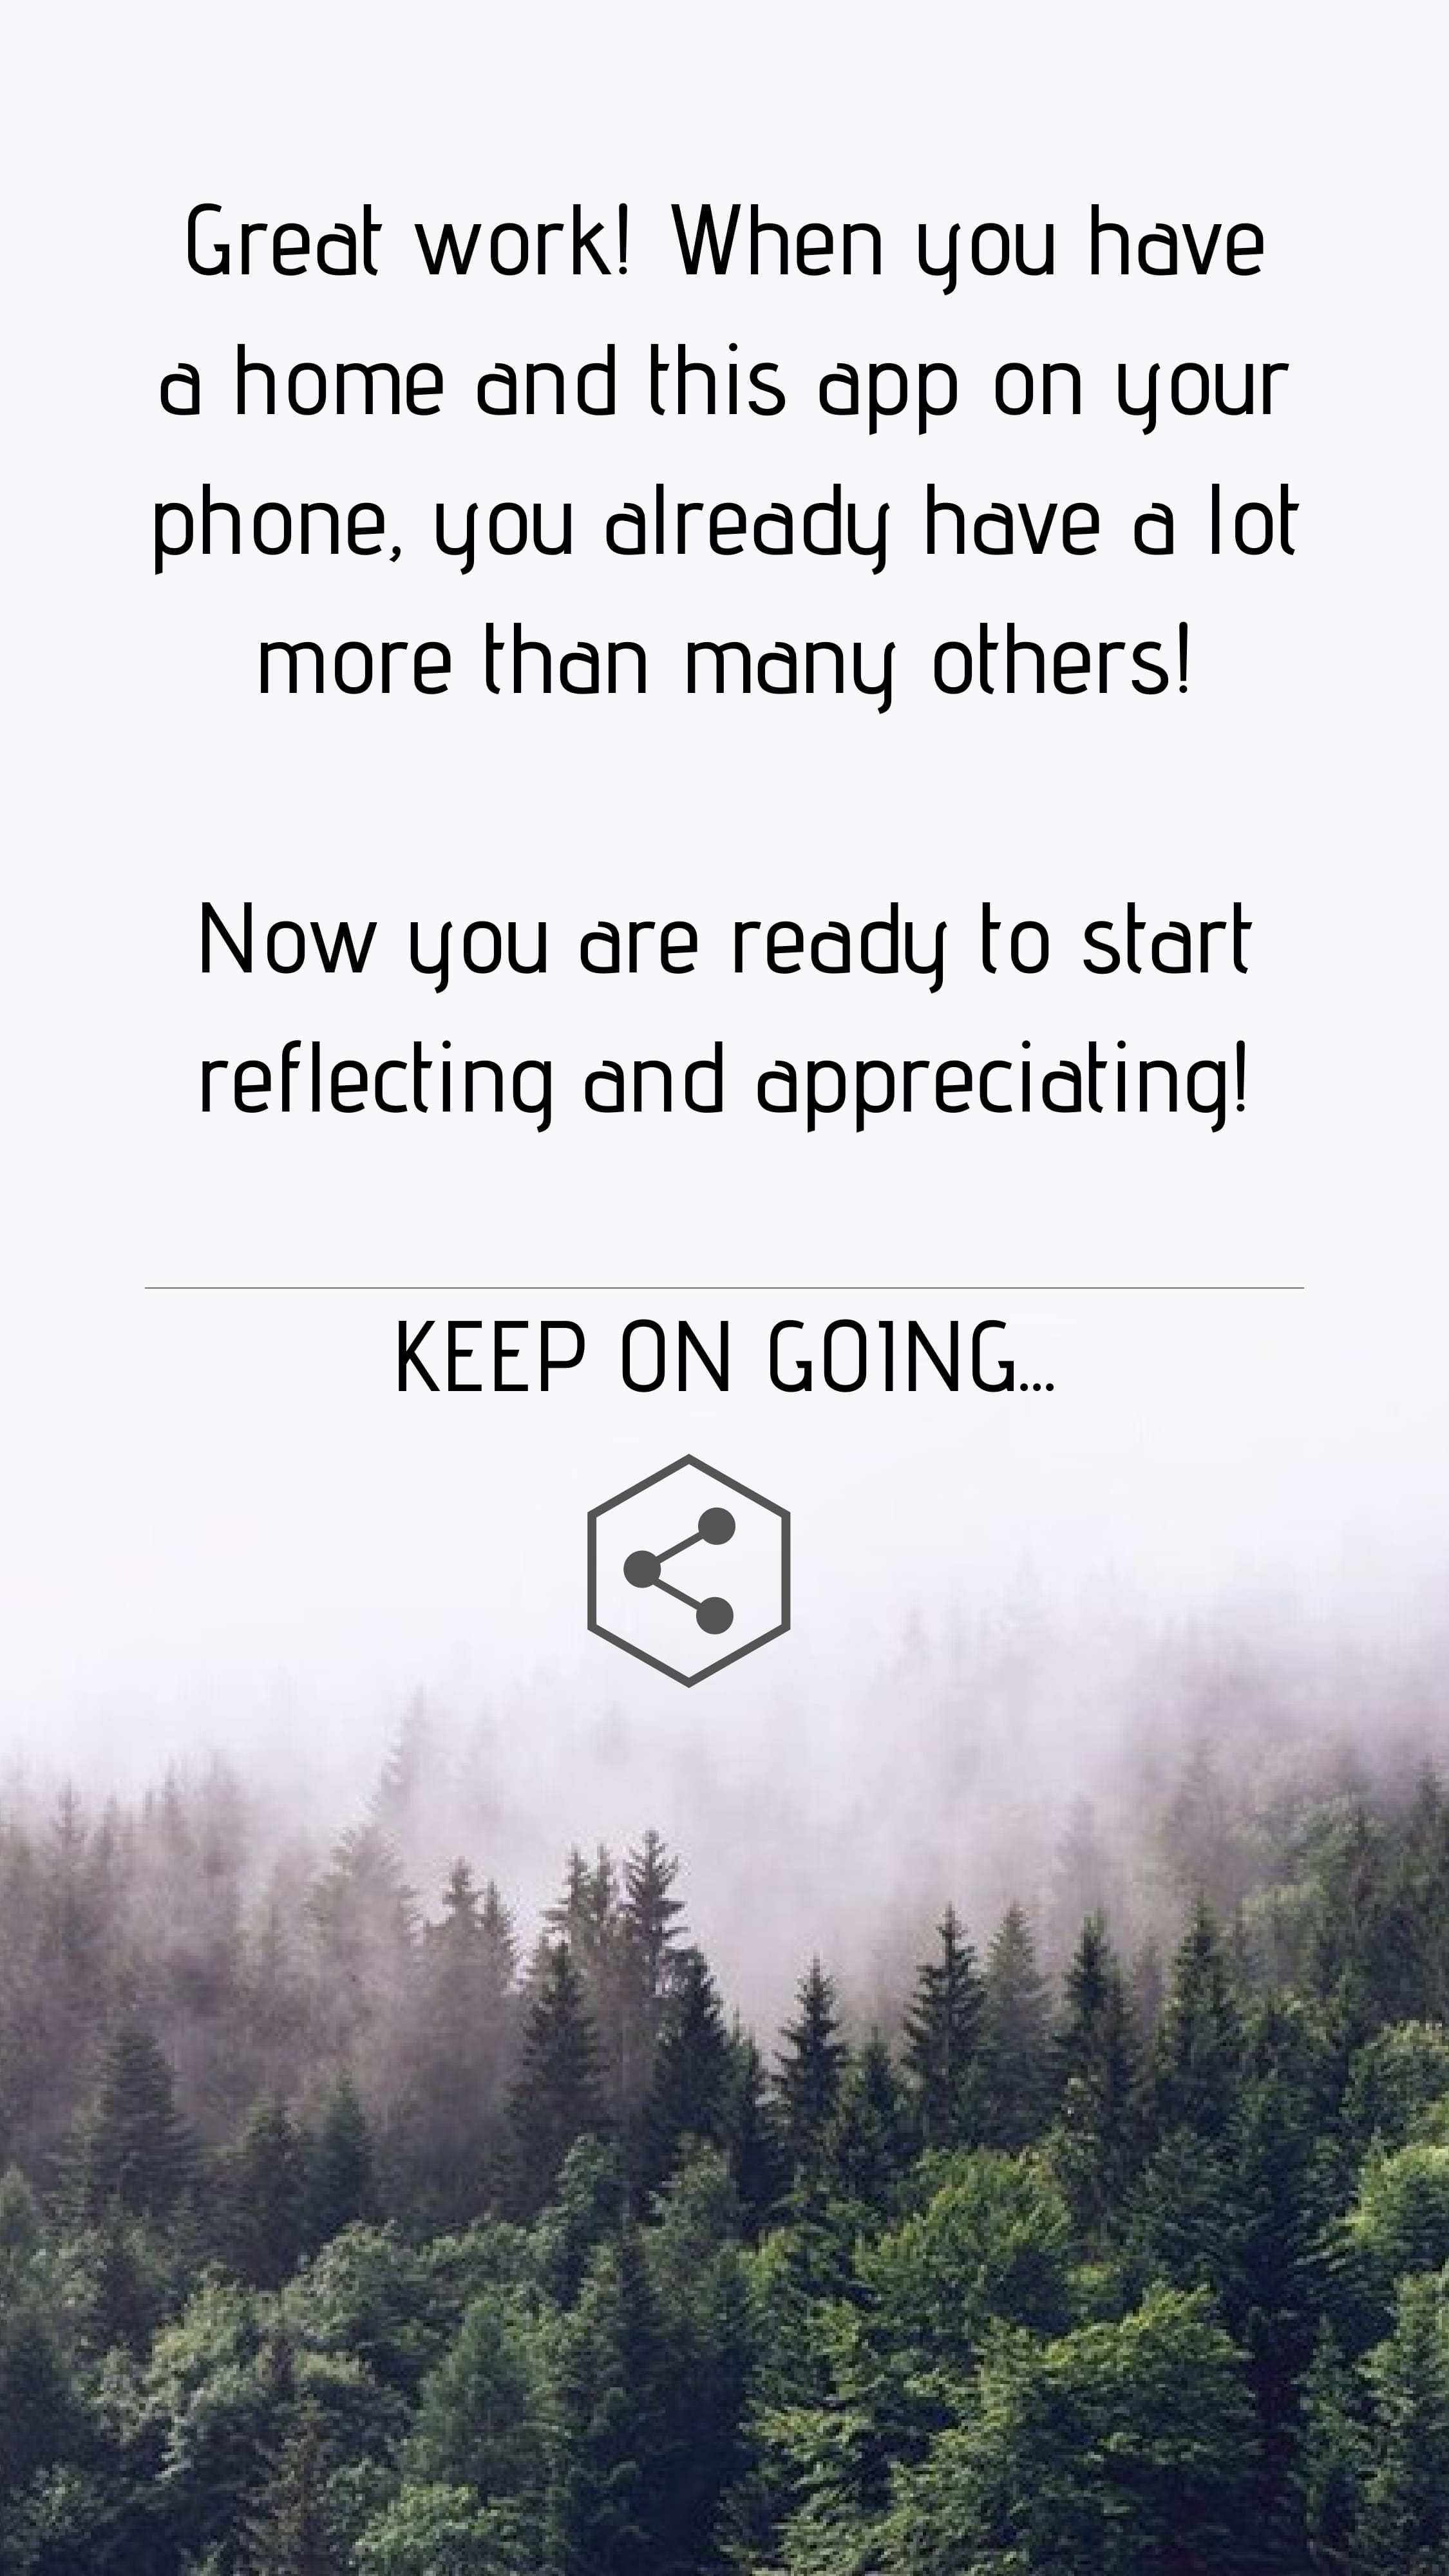 Great work! When you have
a home and this app on your
phone, you already have a lot
more than many others!
Now you are ready to start
reflecting and appreciating!
KEEP ON GOING...